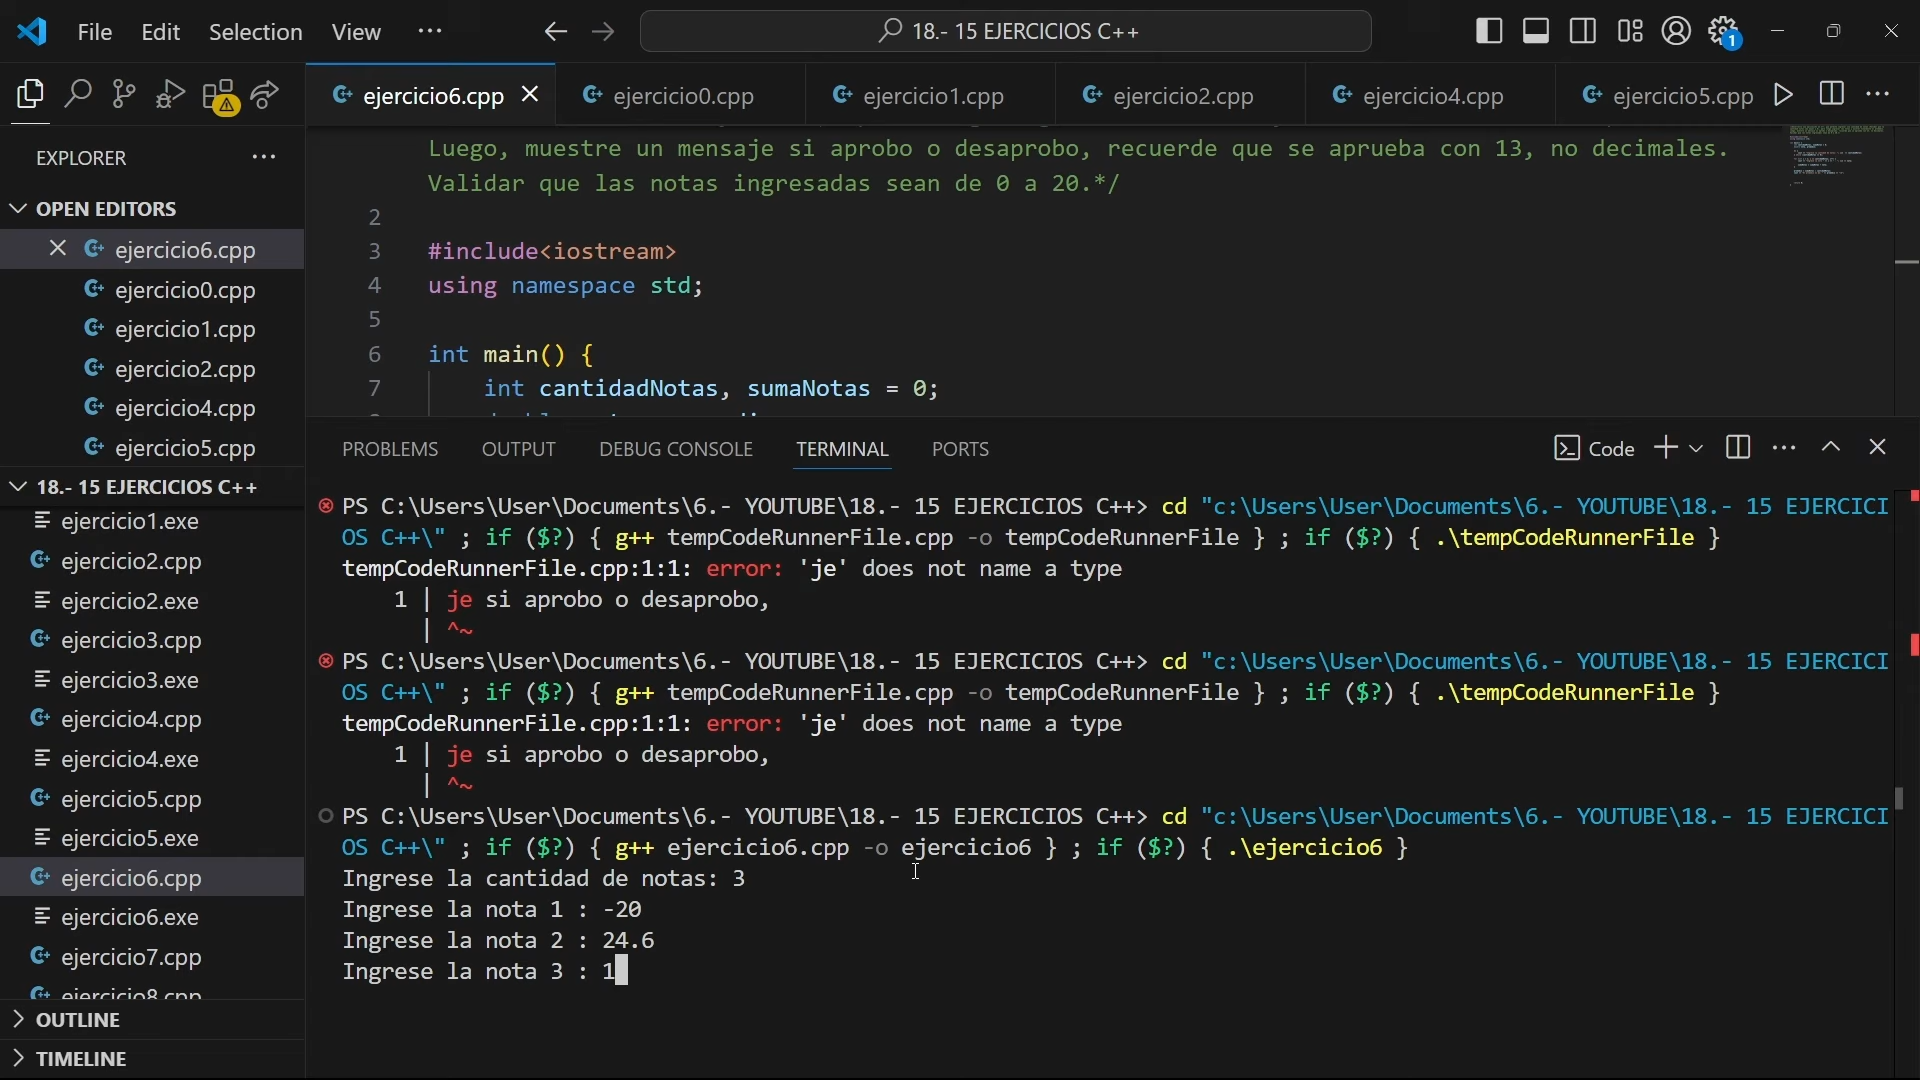 File Edit Selection View ··· 18.- 15 EJERCICIOS C++ 1
ejercicio6.cpp ejercicio0.cpp ejercicio1.cpp ejercicio2.cpp ejercicio4.cpp ejercicio5.cpp
EXPLORER
OPEN EDITORS
ejercicio6.cpp
ejercicio0.cpp
ejercicio1.cpp
ejercicio2.cpp
ejercicio4.cpp
ejercicio5.cpp
18.- 15 EJERCICIOS C++
ejercicio1.exe
ejercicio2.cpp
ejercicio2.exe
ejercicio3.cpp
ejercicio3.exe
ejercicio4.cpp
ejercicio4.exe
ejercicio5.cpp
ejercicio5.exe
ejercicio6.cpp
ejercicio6.exe
ejercicio7.cpp
ejercicio8.cpp
OUTLINE
TIMELINE
Luego, muestre un mensaje si aprobo o desaprobo, recuerde que se aprueba con 13, no decimales.
Validar que las notas ingresadas sean de 0 a 20.*/
2
3 #include<iostream>
4 using namespace std;
5
6 int main() {
7 int cantidadNotas, sumaNotas = 0;
PROBLEMS OUTPUT DEBUG CONSOLE TERMINAL PORTS Code
PS C:\Users\User\Documents\6.- YOUTUBE\18.- 15 EJERCICIOS C++> cd "c:\Users\User\Documents\6.- YOUTUBE\18.- 15 EJERCICI
OS C++\" ; if ($?) { g++ tempCodeRunnerFile.cpp -o tempCodeRunnerFile } ; if ($?) { .\tempCodeRunnerFile }
tempCodeRunnerFile.cpp:1:1: error: 'je' does not name a type
1 | je si aprobo o desaprobo,
| ^~
PS C:\Users\User\Documents\6.- YOUTUBE\18.- 15 EJERCICIOS C++> cd "c:\Users\User\Documents\6.- YOUTUBE\18.- 15 EJERCICI
OS C++\" ; if ($?) { g++ tempCodeRunnerFile.cpp -o tempCodeRunnerFile } ; if ($?) { .\tempCodeRunnerFile }
tempCodeRunnerFile.cpp:1:1: error: 'je' does not name a type
1 | je si aprobo o desaprobo,
| ^~
PS C:\Users\User\Documents\6.- YOUTUBE\18.- 15 EJERCICIOS C++> cd "c:\Users\User\Documents\6.- YOUTUBE\18.- 15 EJERCICI
OS C++\" ; if ($?) { g++ ejercicio6.cpp -o ejercicio6 } ; if ($?) { .\ejercicio6 }
Ingrese la cantidad de notas: 3
Ingrese la nota 1 : -20
Ingrese la nota 2 : 24.6
Ingrese la nota 3 : 1